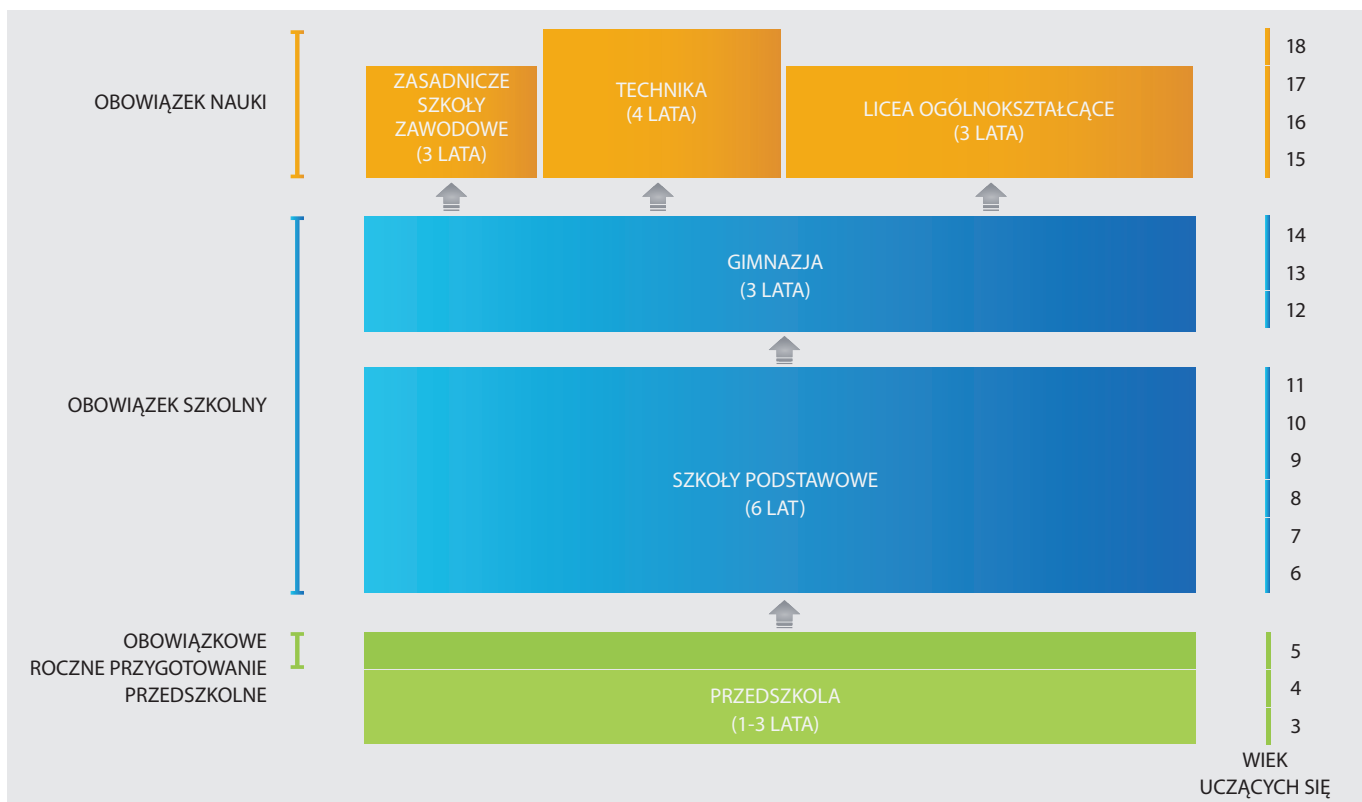 OBOWIĄZEK NAUKI
ZASADNICZE
SZKOŁY
ZAWODOWE
(3 LATA)
TECHNIKA
(4 LATA)
LICEA OGÓLNOKSZTAŁCĄCE
(3 LATA)
18
17
16
15
OBOWIĄZEK SZKOLNY
GIMNAZJA
(3 LATA)
14
13
12
SZKOŁY PODSTAWOWE
(6 LAT)
11
10
9
8
7
6
OBOWIĄZKOWE
ROCZNE PRZYGOTOWANIE
PRZEDSZKOLNE
PRZEDSZKOLA
(1-3 LATA)
5
4
3
WIEK
UCZĄCYCH SIĘ